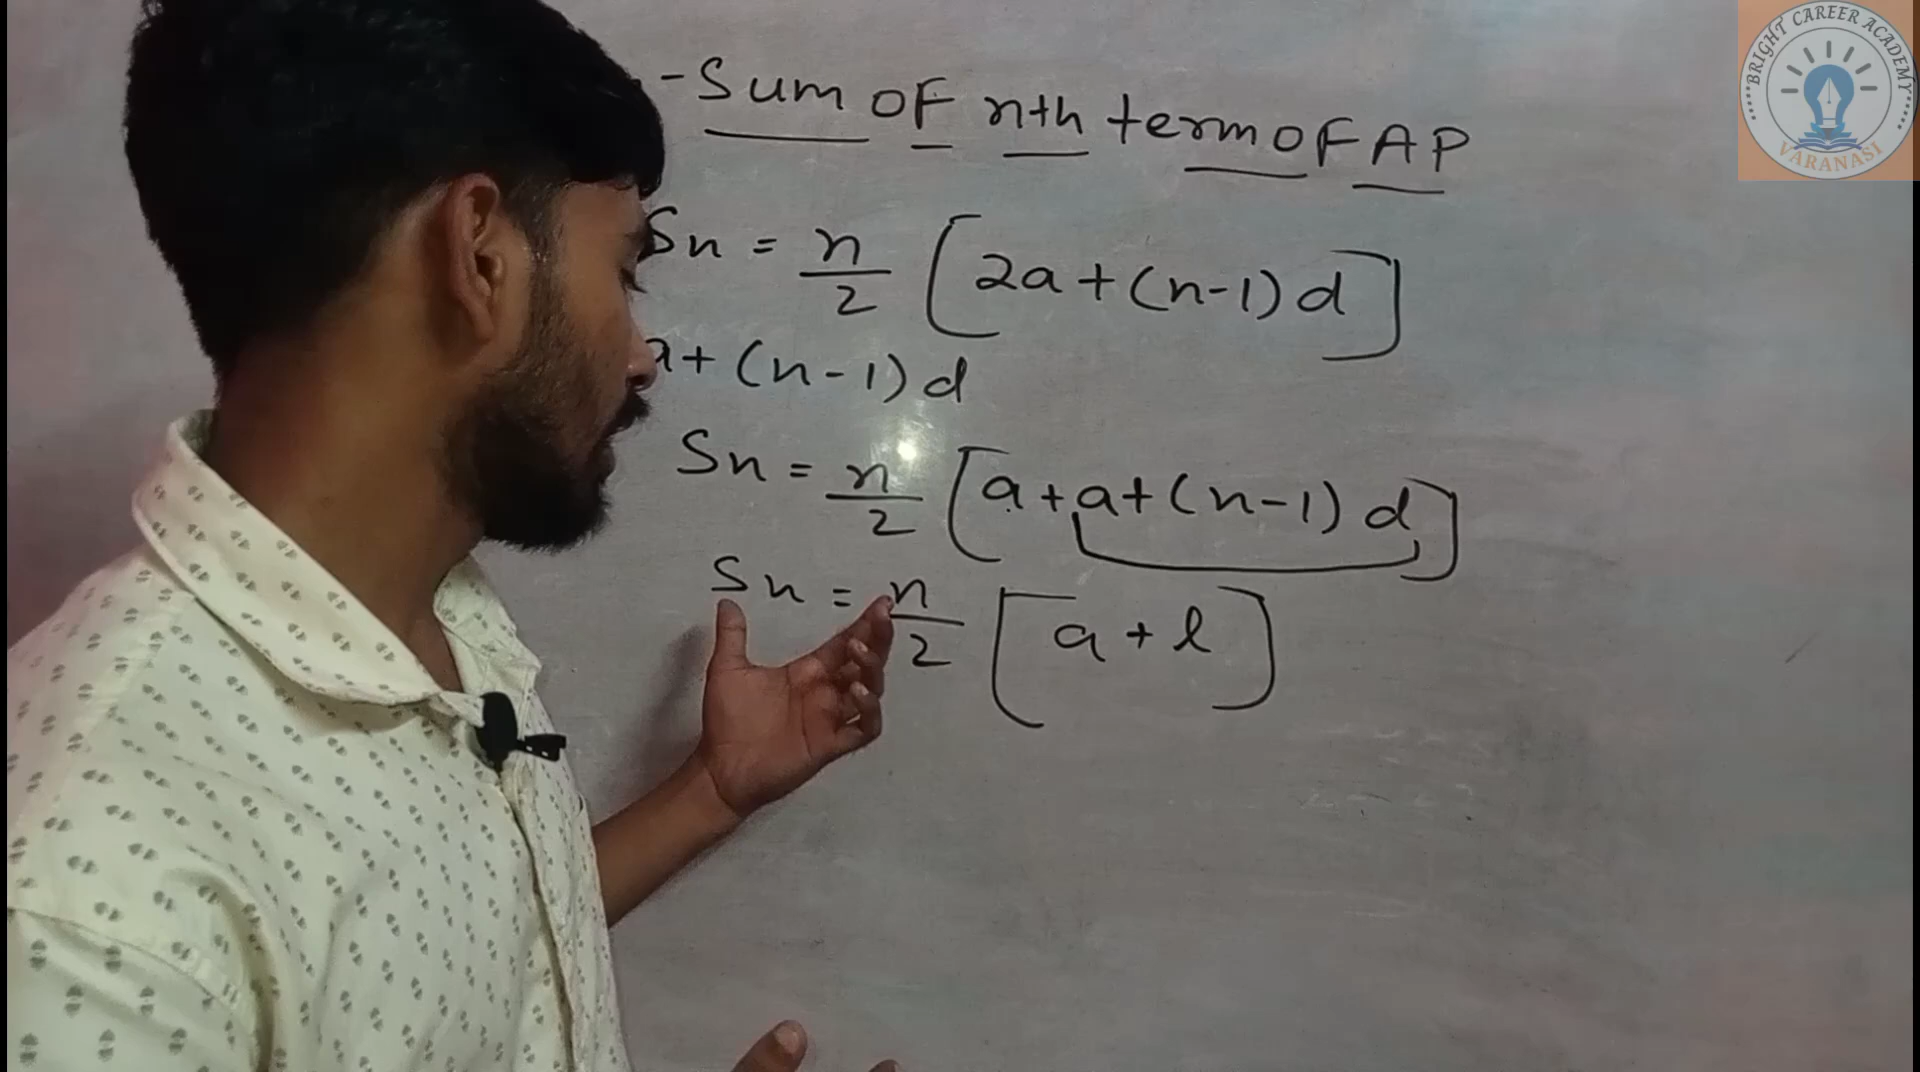 -Sum OF nth term OF AP
Sn = n/2 [2a+(n-1)d]
a+(n-1)d
Sn = n/2 [a+a+(n-1)d]
Sn = n/2 [a+l]
BRIGHT CAREER ACADEMY
VARANASI